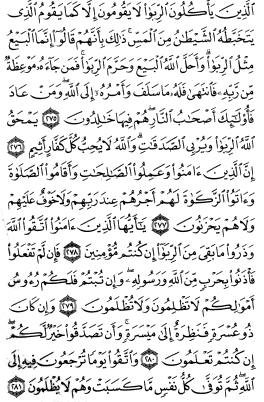 ٱلَّذِينَ يَأْكُلُونَ ٱلرِّبَوٰا۟ لَا يَقُومُونَ إِلَّا كَمَا يَقُومُ ٱلَّذِى
يَتَخَبَّطُهُ ٱلشَّيْطَٰنُ مِنَ ٱلْمَسِّ ذَٰلِكَ بِأَنَّهُمْ قَالُوٓا۟ إِنَّمَا ٱلْبَيْعُ
مِثْلُ ٱلرِّبَوٰا۟ وَأَحَلَّ ٱللَّهُ ٱلْبَيْعَ وَحَرَّمَ ٱلرِّبَوٰا۟ فَمَن جَآءَهُۥ مَوْعِظَةٌ
مِّن رَّبِّهِۦ فَٱنتَهَىٰ فَلَهُۥ مَا سَلَفَ وَأَمْرُهُۥٓ إِلَى ٱللَّهِ وَمَنْ عَادَ
فَأُو۟لَٰٓئِكَ أَصْحَٰبُ ٱلنَّارِ هُمْ فِيهَا خَٰلِدُونَ ٢٧٥ يَمْحَقُ
ٱللَّهُ ٱلرِّبَوٰا۟ وَيُرْبِى ٱلصَّدَقَٰتِ وَٱللَّهُ لَا يُحِبُّ كُلَّ كَفَّارٍ أَثِيمٍ ٢٧٦
إِنَّ ٱلَّذِينَ ءَامَنُوا۟ وَعَمِلُوا۟ ٱلصَّٰلِحَٰتِ وَأَقَامُوا۟ ٱلصَّلَوٰةَ
وَءَاتَوُا۟ ٱلزَّكَوٰةَ لَهُمْ أَجْرُهُمْ عِندَ رَبِّهِمْ وَلَا خَوْفٌ عَلَيْهِمْ
وَلَا هُمْ يَحْزَنُونَ ٢٧٧ يَٰٓأَيُّهَا ٱلَّذِينَ ءَامَنُوا۟ ٱتَّقُوا۟ ٱللَّهَ
وَذَرُوا۟ مَا بَقِىَ مِنَ ٱلرِّبَوٰٓا۟ إِن كُنتُم مُّؤْمِنِينَ ٢٧٨ فَإِن لَّمْ تَفْعَلُوا۟
فَأْذَنُوا۟ بِحَرْبٍ مِّنَ ٱللَّهِ وَرَسُولِهِۦ وَإِن تُبْتُمْ فَلَكُمْ رُءُوسُ
أَمْوَٰلِكُمْ لَا تَظْلِمُونَ وَلَا تُظْلَمُونَ ٢٧٩ وَإِن كَانَ
ذُو عُسْرَةٍ فَنَظِرَةٌ إِلَىٰ مَيْسَرَةٍ وَأَن تَصَدَّقُوا۟ خَيْرٌ لَّكُمْ
إِن كُنتُمْ تَعْلَمُونَ ٢٨٠ وَٱتَّقُوا۟ يَوْمًا تُرْجَعُونَ فِيهِ إِلَى
ٱللَّهِ ثُمَّ تُوَفَّىٰ كُلُّ نَفْسٍ مَّا كَسَبَتْ وَهُمْ لَا يُظْلَمُونَ ٢٨١